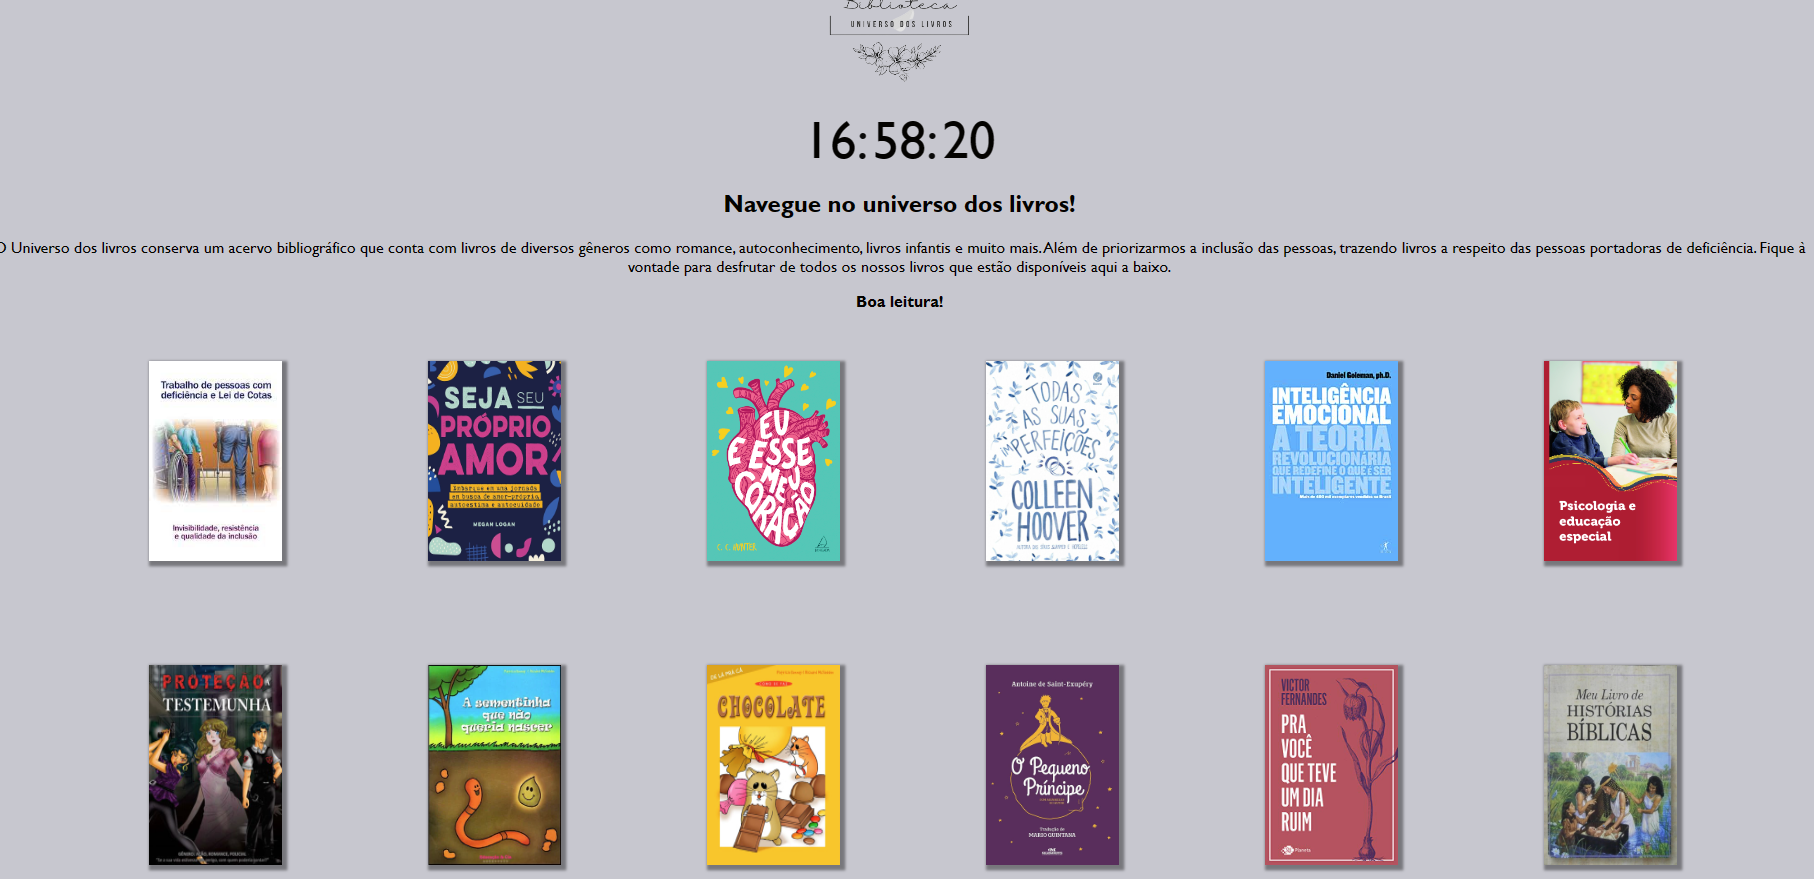 Biblioteca
UNIVERSO DOS LIVROS
16:58:20
Navegue no universo dos livros!
O Universo dos livros conserva um acervo bibliográfico que conta com livros de diversos gêneros como romance, autoconhecimento, livros infantis e muito mais. Além de priorizarmos a inclusão das pessoas, trazendo livros a respeito das pessoas portadoras de deficiência. Fique à
vontade para desfrutar de todos os nossos livros que estão disponíveis aqui a baixo.
Boa leitura!
Trabalho de pessoas com
deficiência e Lei de Cotas
Invisibilidade, resistência
e qualidade da inclusão
SEJA SEU
PRÓPRIO
AMOR
Embarque em uma jornada
em busca de amor-próprio,
autoestima e autocuidado
MEGAN LOGAN
EU
E ESSE
MEU
CORAÇÃO
C. C. HUNTER
TODAS
AS SUAS
IMPERFEIÇÕES
COLLEEN
HOOVER
Daniel Goleman, ph.D.
INTELIGÊNCIA
EMOCIONAL
A TEORIA
REVOLUCIONÁRIA
QUE REDEFINE O QUE É SER
INTELIGENTE
Psicologia e
educação
especial
PROTEÇÃO À
TESTEMUNHA
A sementinha
que não
queria nascer
CHOCOLATE
Antoine de Saint-Exupéry
O Pequeno
Príncipe
Tradução de
MARIO QUINTANA
VICTOR
FERNANDES
PRA
VOCÊ
QUE TEVE
UM DIA
RUIM
Planeta
Meu Livro de
HISTÓRIAS
BÍBLICAS